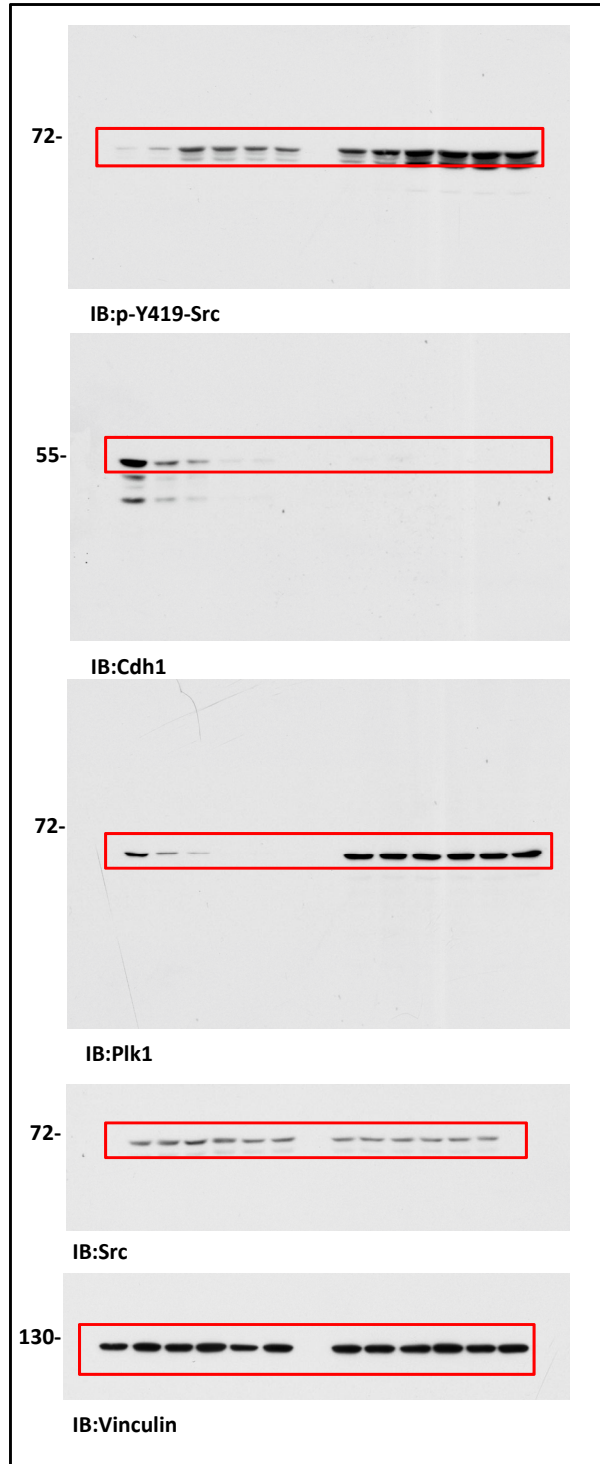 72-
IB:p-Y419-Src
55-
IB:Cdh1
72-
IB:Plk1
72-
IB:Src
130-
IB:Vinculin